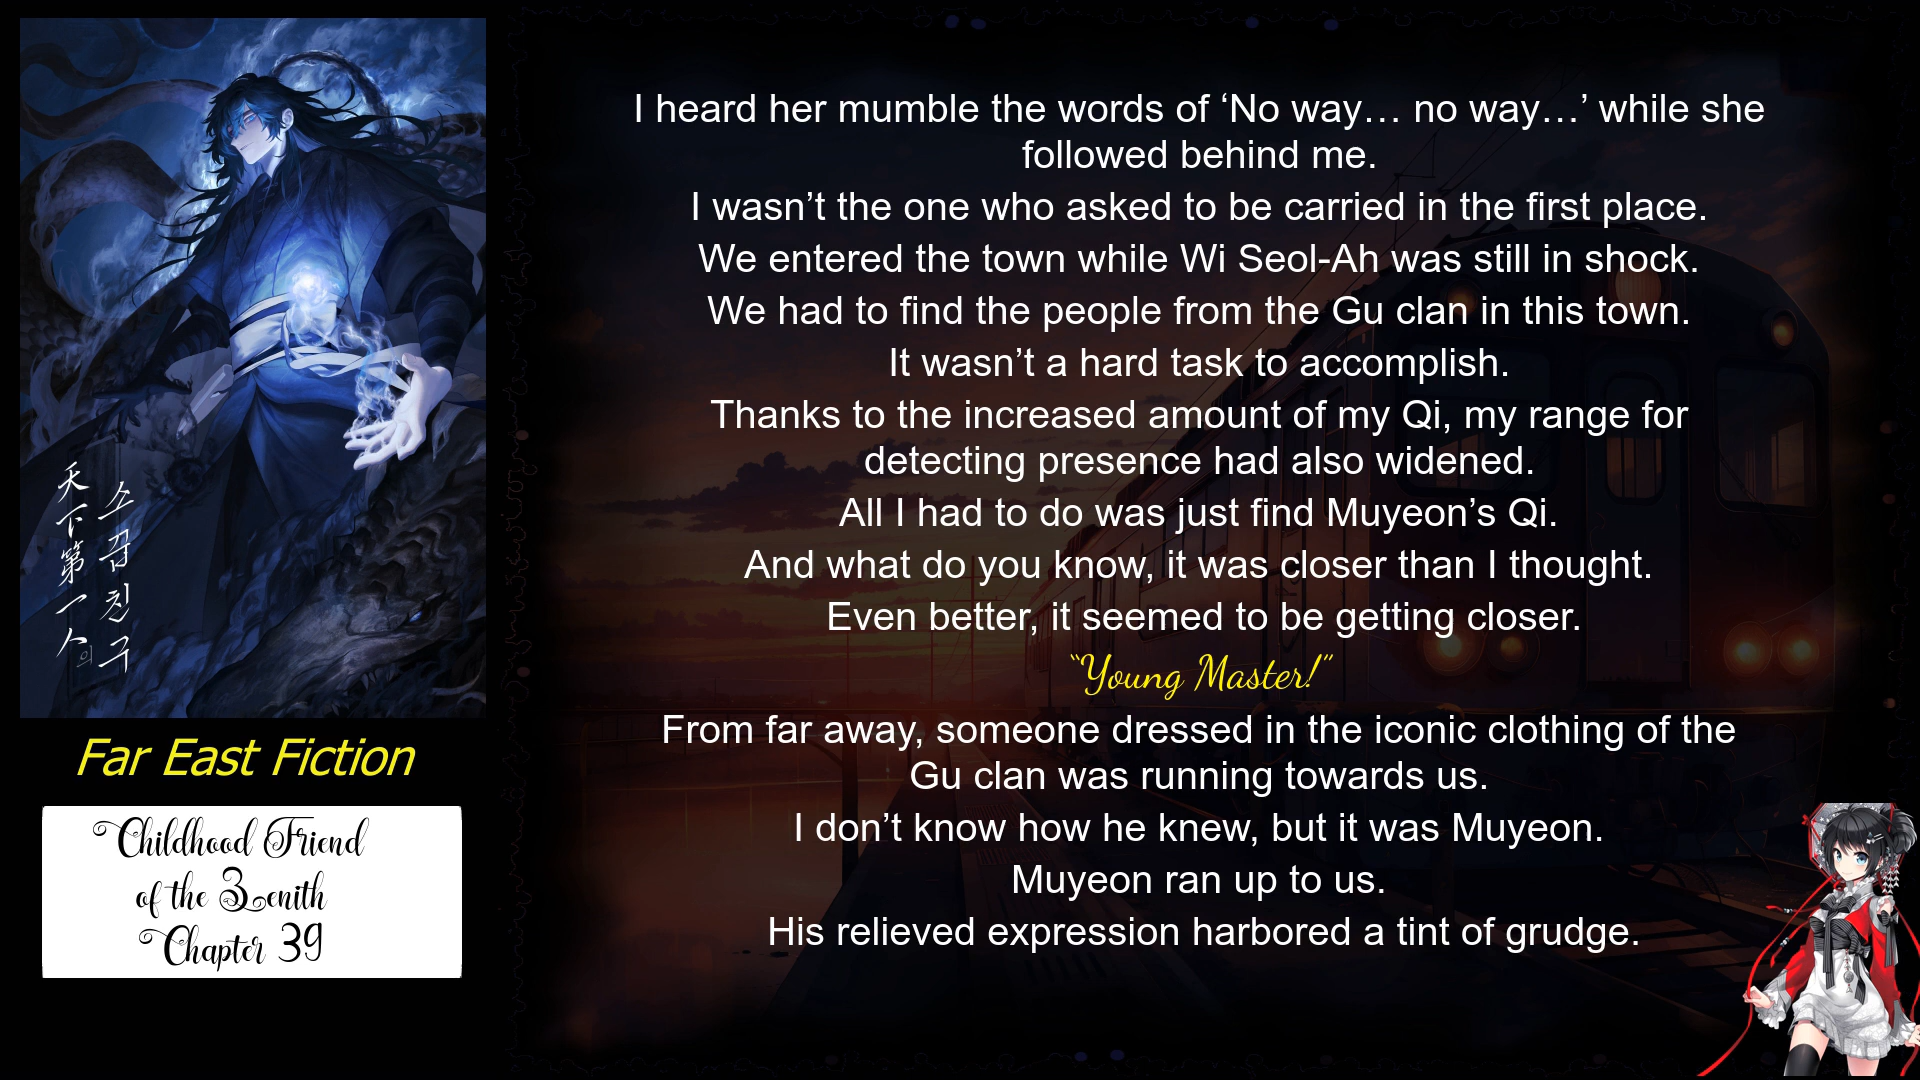 I heard her mumble the words of ‘No way… no way…’ while she
followed behind me.
I wasn’t the one who asked to be carried in the first place.
We entered the town while Wi Seol-Ah was still in shock.
We had to find the people from the Gu clan in this town.
It wasn’t a hard task to accomplish.
Thanks to the increased amount of my Qi, my range for
detecting presence had also widened.
All I had to do was just find Muyeon’s Qi.
And what do you know, it was closer than I thought.
Even better, it seemed to be getting closer.
“Young Master!”
From far away, someone dressed in the iconic clothing of the
Gu clan was running towards us.
I don’t know how he knew, but it was Muyeon.
Muyeon ran up to us.
His relieved expression harbored a tint of grudge.
天下第一人의
소꿉친구
Far East Fiction
Childhood Friend
of the Zenith
Chapter 39